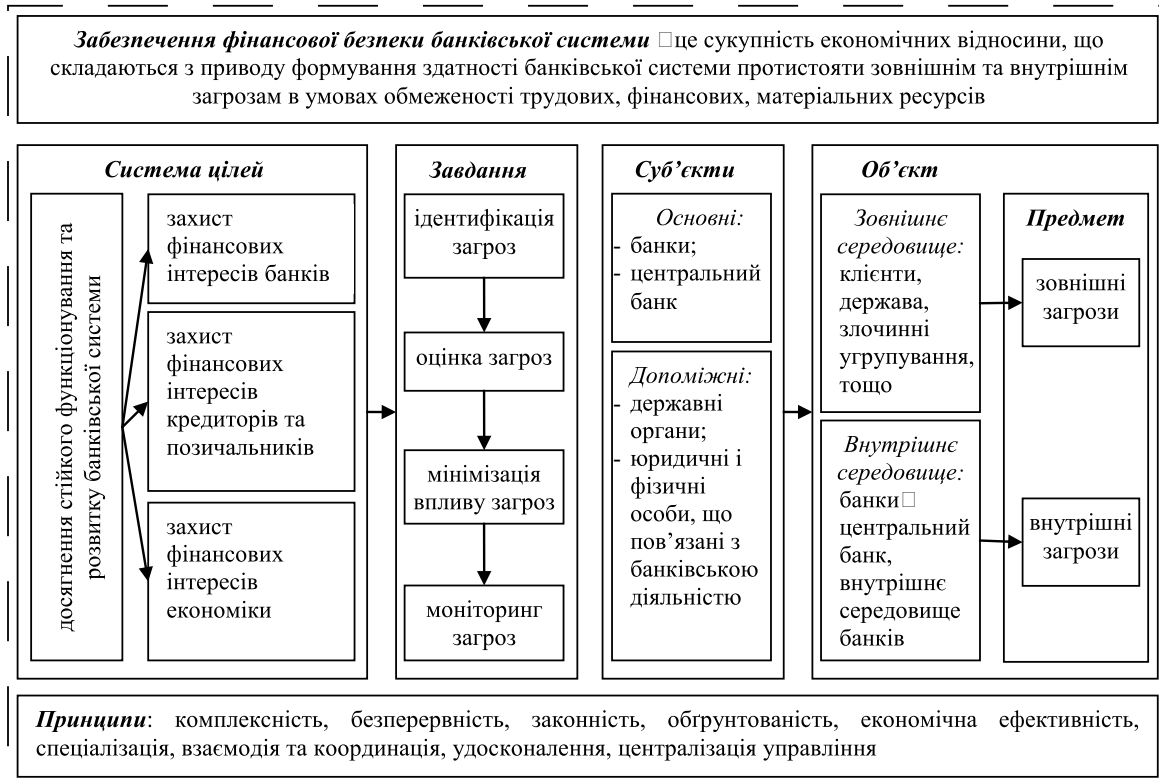 Забезпечення фінансової безпеки банківської системи □це сукупність економічних відносини, що
складаються з приводу формування здатності банківської системи протистояти зовнішнім та внутрішнім
загрозам в умовах обмеженості трудових, фінансових, матеріальних ресурсів
Система цілей
досягнення стійкого функціонування та
розвитку банківської системи
захист
фінансових
інтересів банків
захист
фінансових
інтересів
кредиторів та
позичальників
захист
фінансових
інтересів
економіки
Завдання
ідентифікація
загроз
оцінка загроз
мінімізація
впливу загроз
моніторинг
загроз
Суб’єкти
Основні:
- банки;
- центральний
банк
Допоміжні:
- державні
органи;
- юридичні і
фізичні
особи, що
пов’язані з
банківською
діяльністю
Об’єкт
Зовнішнє
середовище:
клієнти,
держава,
злочинні
угрупування,
тощо
Внутрішнє
середовище:
банки□
центральний
банк,
внутрішнє
середовище
банків
Предмет
зовнішні
загрози
внутрішні
загрози
Принципи: комплексність, безперервність, законність, обґрунтованість, економічна ефективність,
спеціалізація, взаємодія та координація, удосконалення, централізація управління